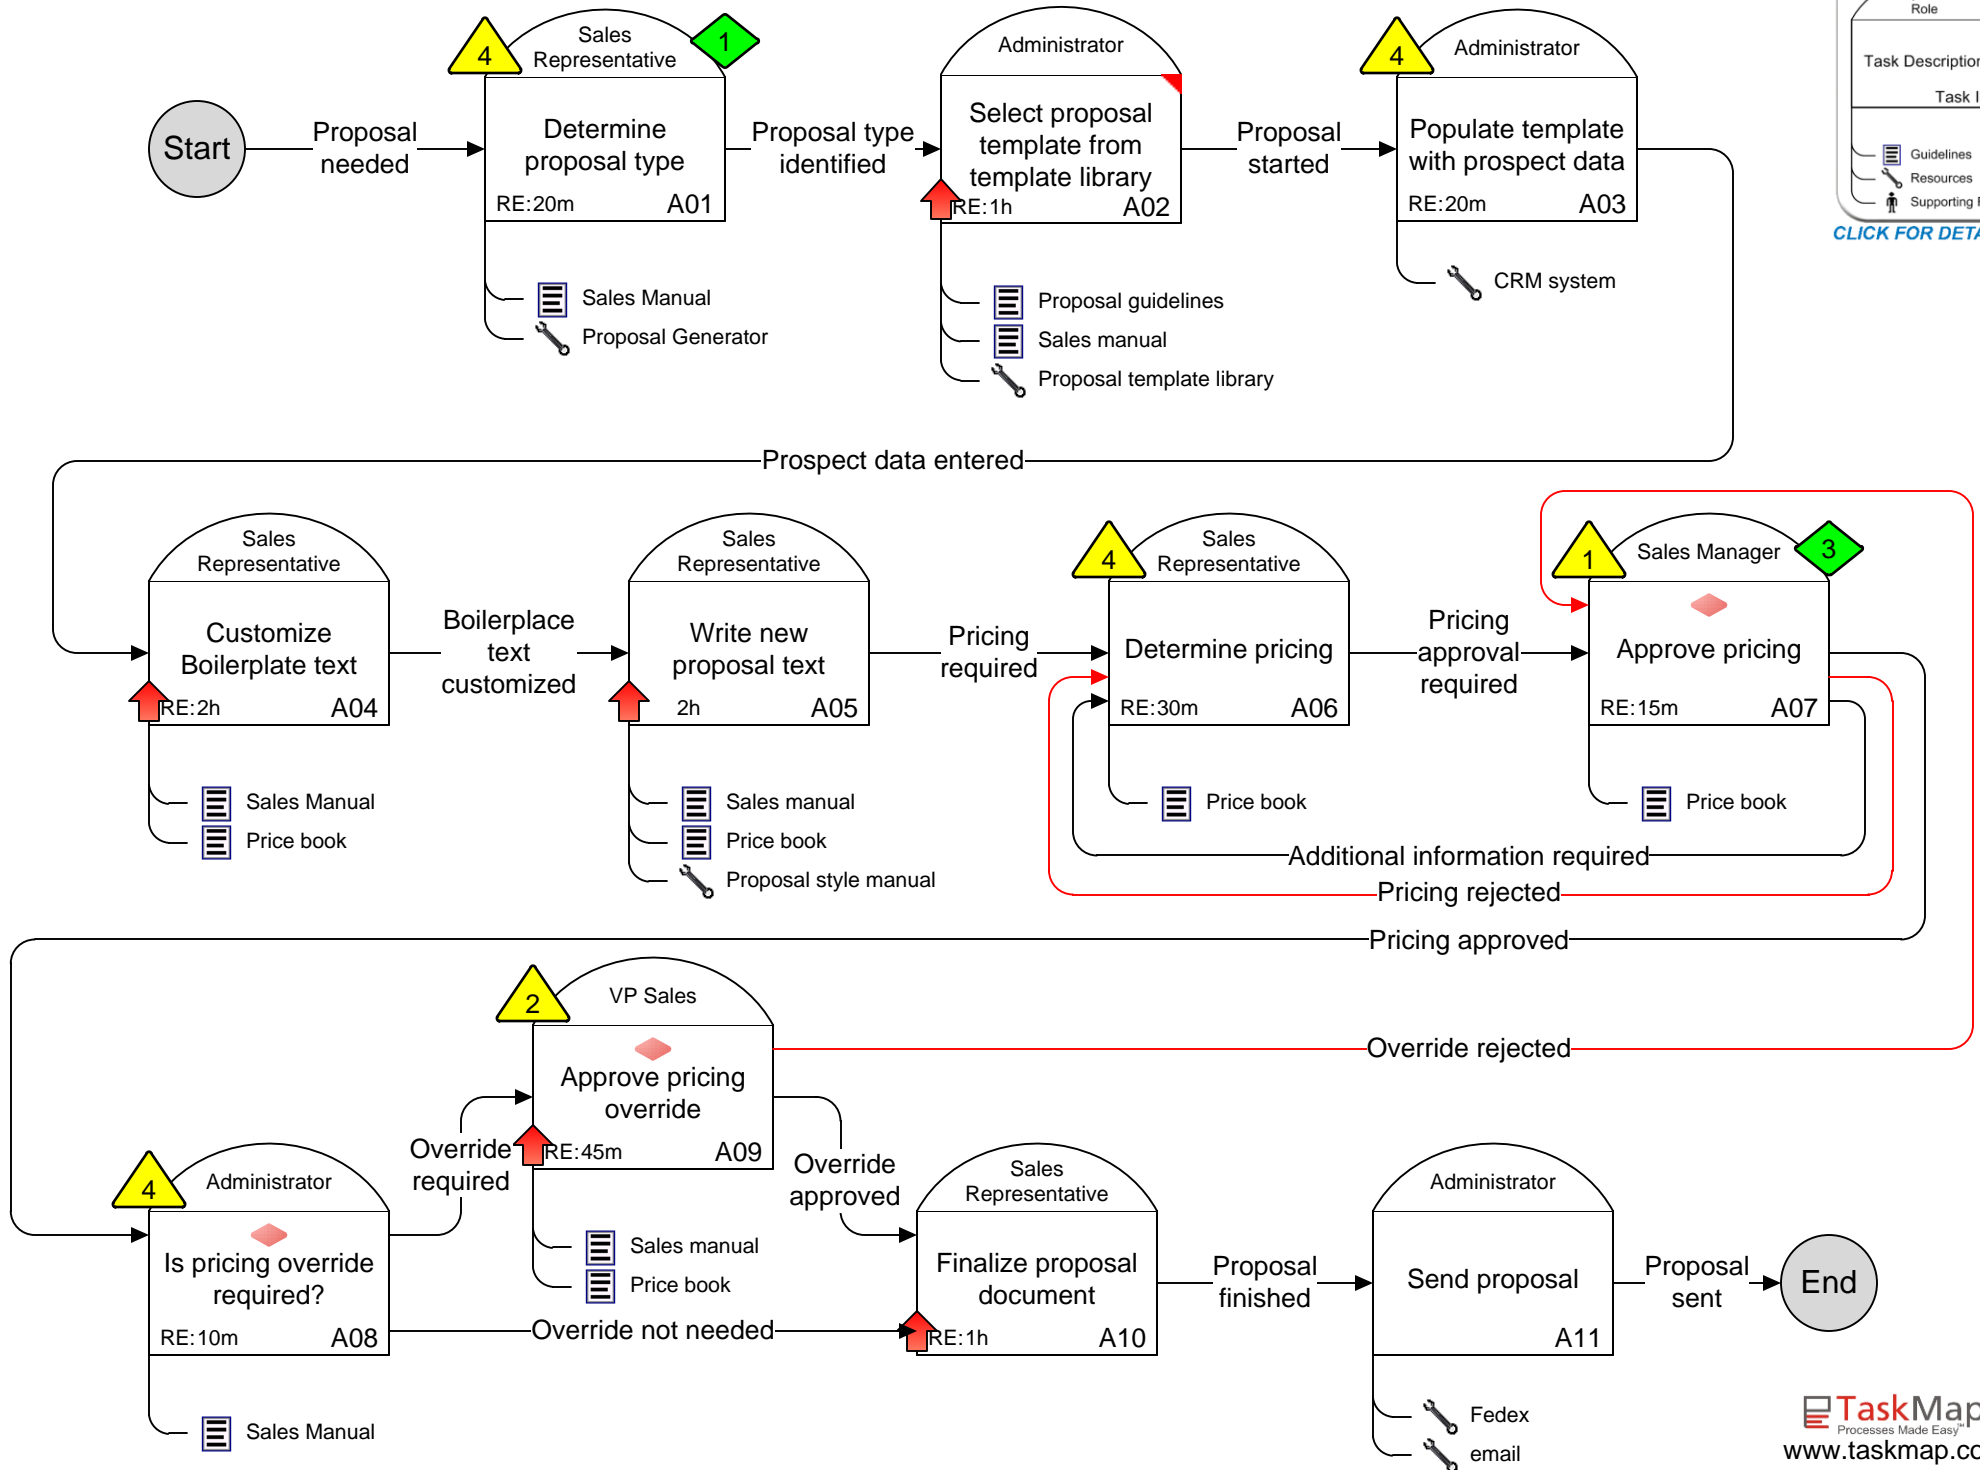 Start
Proposal
needed
4
Sales
Representative
1
Determine
proposal type
RE:20m
A01
Sales Manual
Proposal Generator
Proposal type
identified
Administrator
Select proposal
template from
template library
RE:1h
A02
Proposal guidelines
Sales manual
Proposal template library
Proposal
started
4
Administrator
Populate template
with prospect data
RE:20m
A03
CRM system
Role
Task Description
Task I
Guidelines
Resources
Supporting
CLICK FOR DETA
Prospect data entered
Sales
Representative
Customize
Boilerplate text
RE:2h
A04
Sales Manual
Price book
Boilerplace
text
customized
Sales
Representative
Write new
proposal text
2h
A05
Sales manual
Price book
Proposal style manual
Pricing
required
4
Sales
Representative
Determine pricing
RE:30m
A06
Price book
Pricing
approval
required
1
Sales Manager
3
Approve pricing
RE:15m
A07
Price book
Additional information required
Pricing rejected
Pricing approved
2
VP Sales
Approve pricing
override
RE:45m
A09
Sales manual
Price book
Override rejected
4
Administrator
Is pricing override
required?
RE:10m
A08
Sales Manual
Override
required
Override not needed
Override
approved
Sales
Representative
Finalize proposal
document
RE:1h
A10
Proposal
finished
Administrator
Send proposal
A11
Fedex
email
Proposal
sent
End
TaskMap
Processes Made Easy
www.taskmap.co